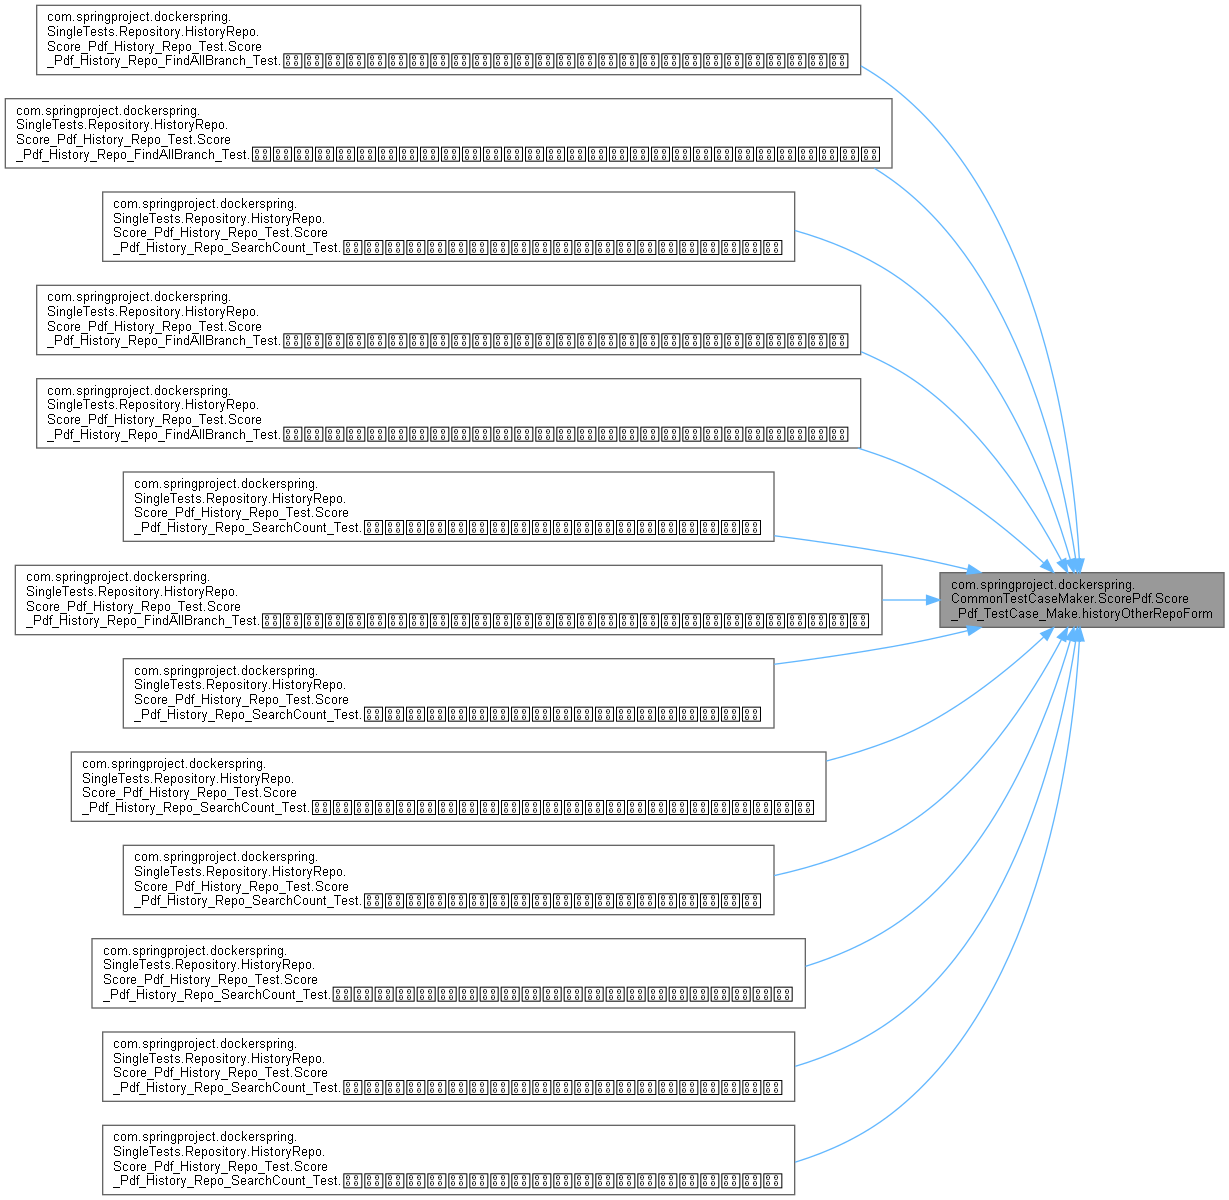 com.springproject.dockerspring.
SingleTests.Repository.HistoryRepo.
Score_Pdf_History_Repo_Test.Score
_Pdf_History_Repo_FindAllBranch_Test.
com.springproject.dockerspring.
SingleTests.Repository.HistoryRepo.
Score_Pdf_History_Repo_Test.Score
_Pdf_History_Repo_FindAllBranch_Test.
com.springproject.dockerspring.
SingleTests.Repository.HistoryRepo.
Score_Pdf_History_Repo_Test.Score
_Pdf_History_Repo_SearchCount_Test.
com.springproject.dockerspring.
SingleTests.Repository.HistoryRepo.
Score_Pdf_History_Repo_Test.Score
_Pdf_History_Repo_FindAllBranch_Test.
com.springproject.dockerspring.
SingleTests.Repository.HistoryRepo.
Score_Pdf_History_Repo_Test.Score
_Pdf_History_Repo_FindAllBranch_Test.
com.springproject.dockerspring.
SingleTests.Repository.HistoryRepo.
Score_Pdf_History_Repo_Test.Score
_Pdf_History_Repo_SearchCount_Test.
com.springproject.dockerspring.
SingleTests.Repository.HistoryRepo.
Score_Pdf_History_Repo_Test.Score
_Pdf_History_Repo_FindAllBranch_Test.
com.springproject.dockerspring.
CommonTestCaseMaker.ScorePdf.Score
_Pdf_TestCase_Make.historyOtherRepoForm
com.springproject.dockerspring.
SingleTests.Repository.HistoryRepo.
Score_Pdf_History_Repo_Test.Score
_Pdf_History_Repo_SearchCount_Test.
com.springproject.dockerspring.
SingleTests.Repository.HistoryRepo.
Score_Pdf_History_Repo_Test.Score
_Pdf_History_Repo_SearchCount_Test.
com.springproject.dockerspring.
SingleTests.Repository.HistoryRepo.
Score_Pdf_History_Repo_Test.Score
_Pdf_History_Repo_SearchCount_Test.
com.springproject.dockerspring.
SingleTests.Repository.HistoryRepo.
Score_Pdf_History_Repo_Test.Score
_Pdf_History_Repo_SearchCount_Test.
com.springproject.dockerspring.
SingleTests.Repository.HistoryRepo.
Score_Pdf_History_Repo_Test.Score
_Pdf_History_Repo_SearchCount_Test.
com.springproject.dockerspring.
SingleTests.Repository.HistoryRepo.
Score_Pdf_History_Repo_Test.Score
_Pdf_History_Repo_SearchCount_Test.